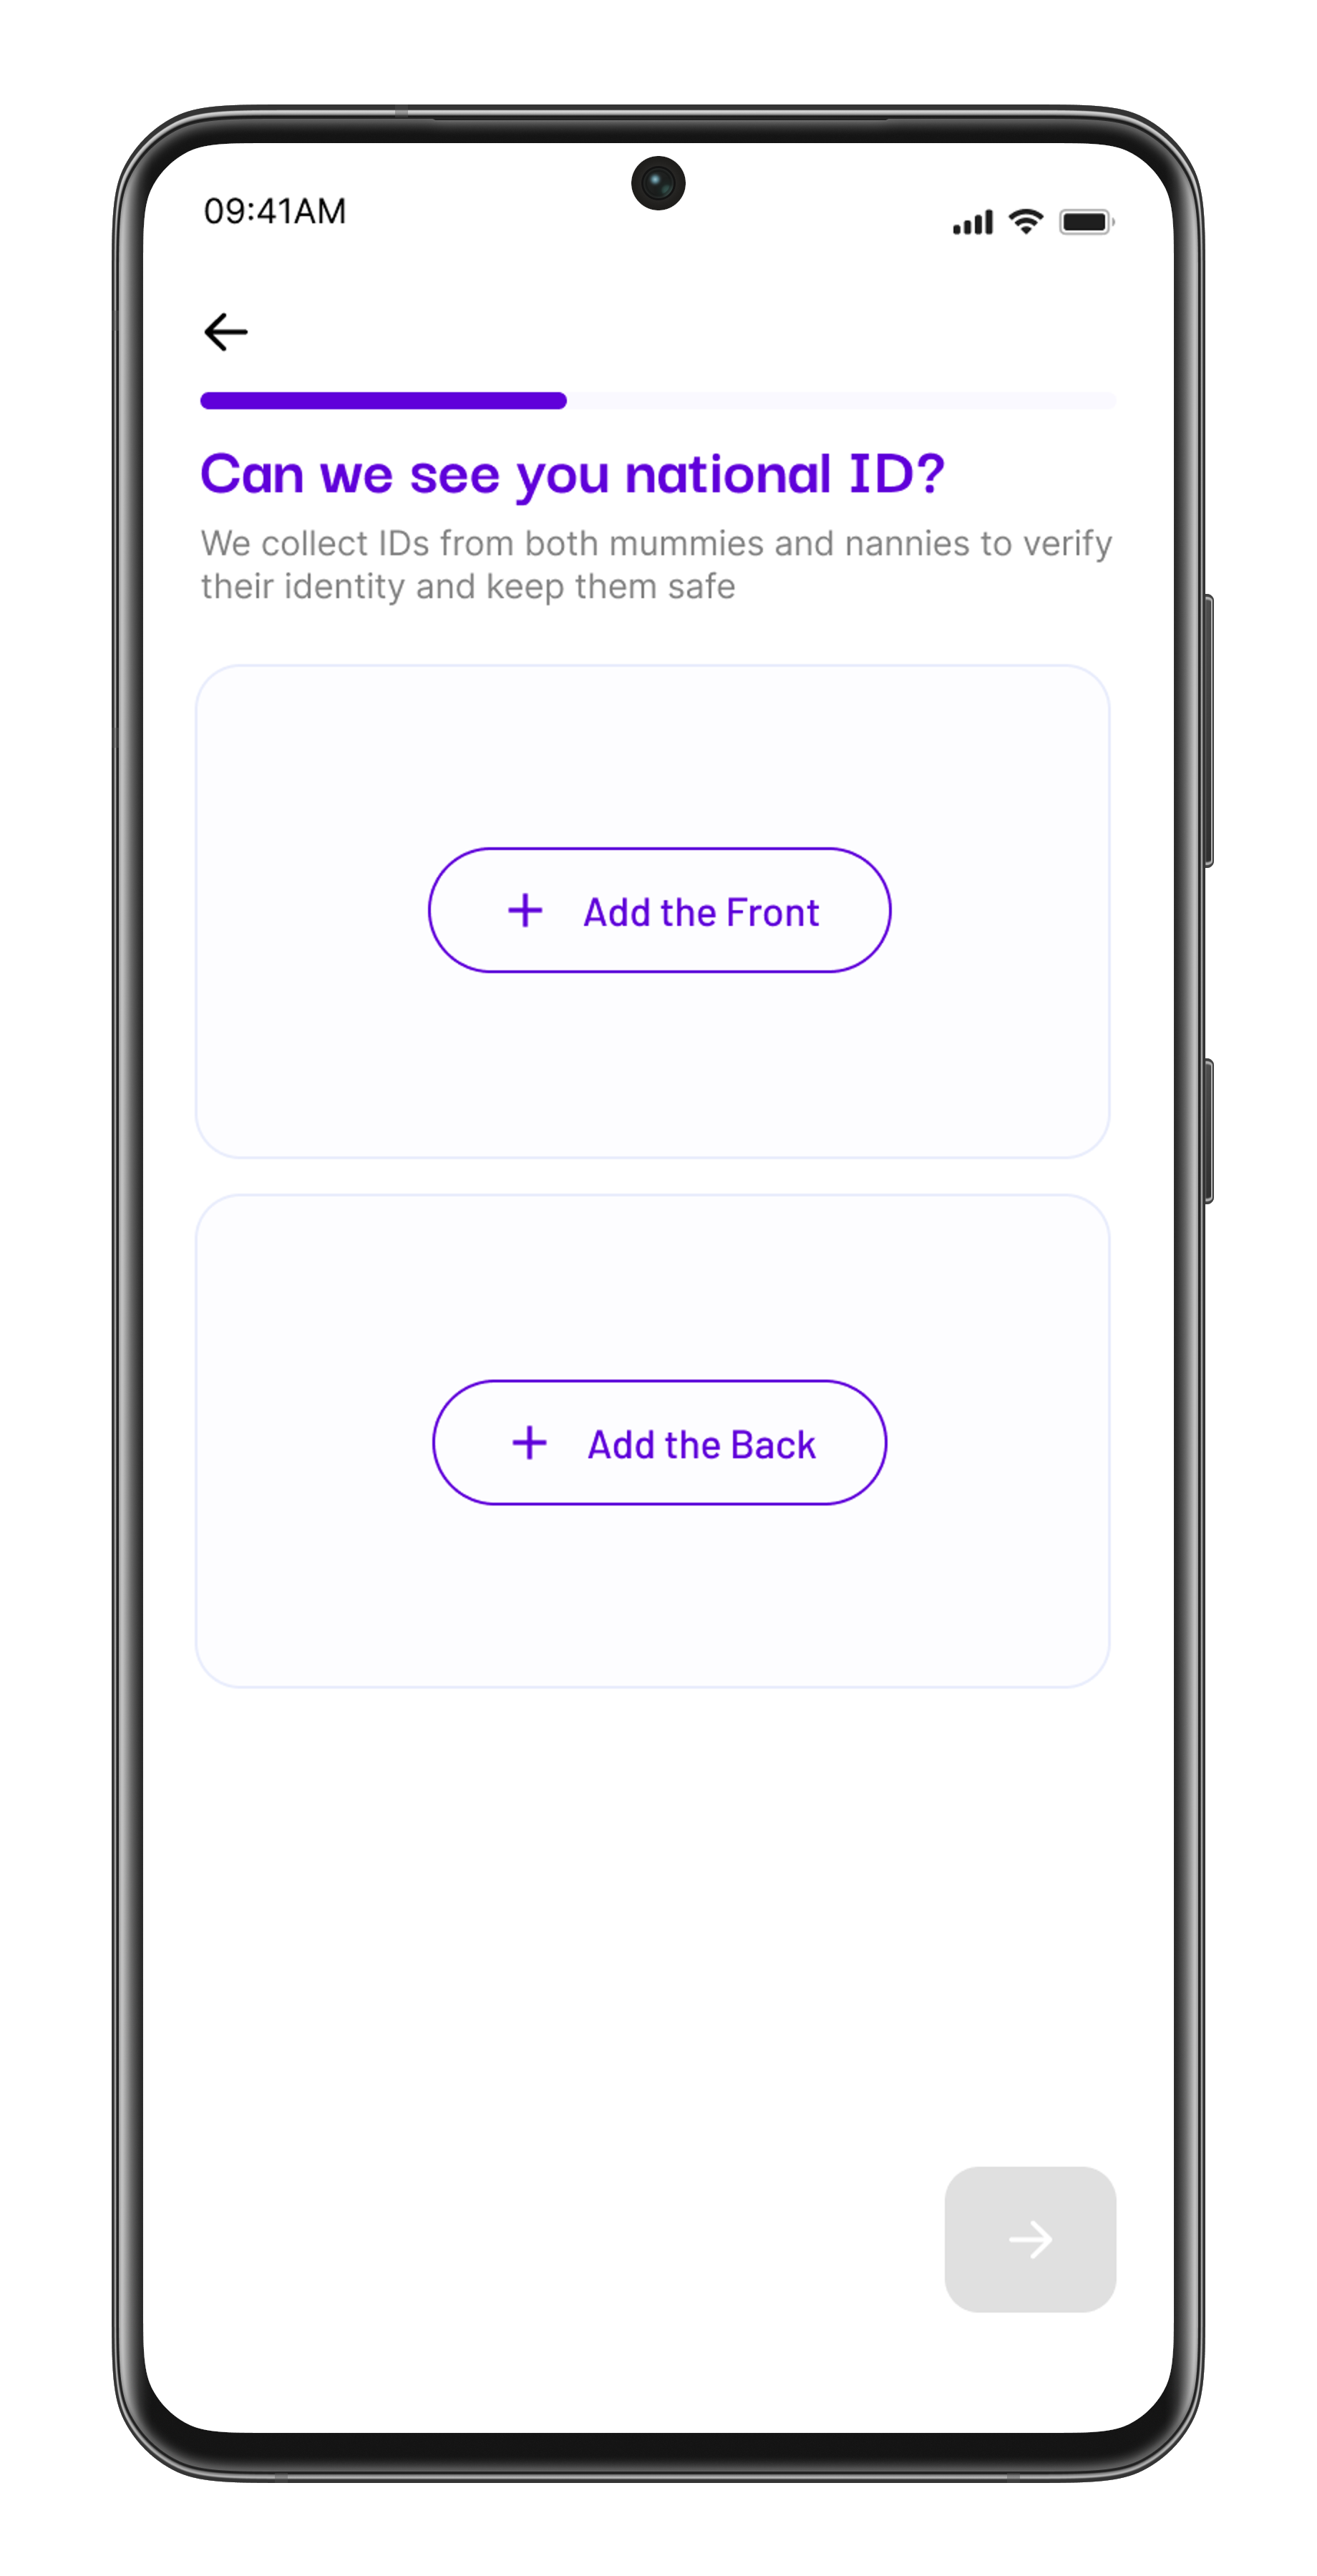 09:41AM
Can we see you national ID?
We collect IDs from both mummies and nannies to verify
their identity and keep them safe
Add the Front
Add the Back